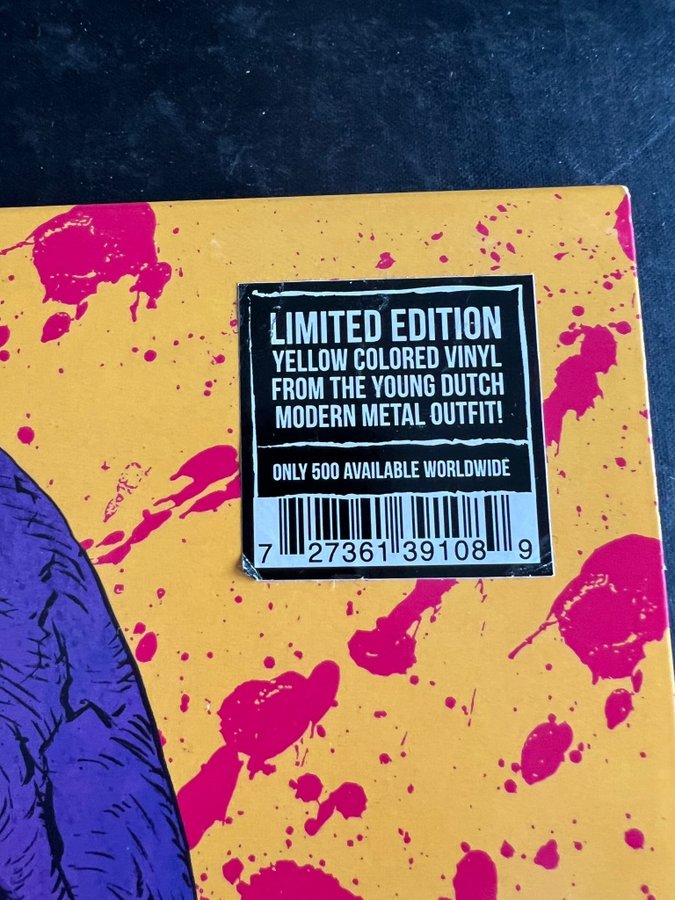 LIMITED EDITION
YELLOW COLORED VINYL
FROM THE YOUNG DUTCH
MODERN METAL OUTFIT!
ONLY 500 AVAILABLE WORLDWIDE
7 27361 39108 9